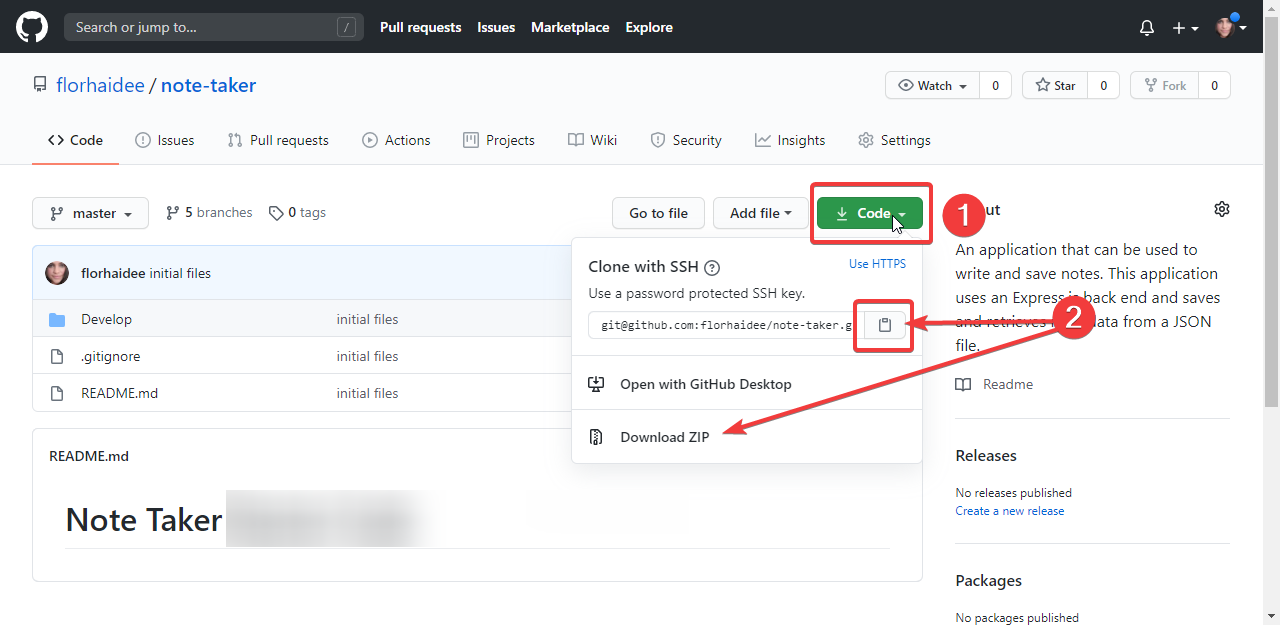 Search or jump to... /
Pull requests Issues Marketplace Explore
florhaidee / note-taker
Watch 0 Star 0 Fork 0
Code Issues Pull requests Actions Projects Wiki Security Insights Settings
master 5 branches 0 tags
Go to file Add file Code
1
ut
florhaidee initial files
Develop initial files
.gitignore initial files
README.md initial files
Clone with SSH ?
Use HTTPS
Use a password protected SSH key.
git@github.com:florhaidee/note-taker.g
Open with GitHub Desktop
Download ZIP
2
An application that can be used to
write and save notes. This application
uses an Express back end and saves
and retrieves data from a JSON
file.
Readme
README.md
Note Taker
Releases
No releases published
Create a new release
Packages
No packages published